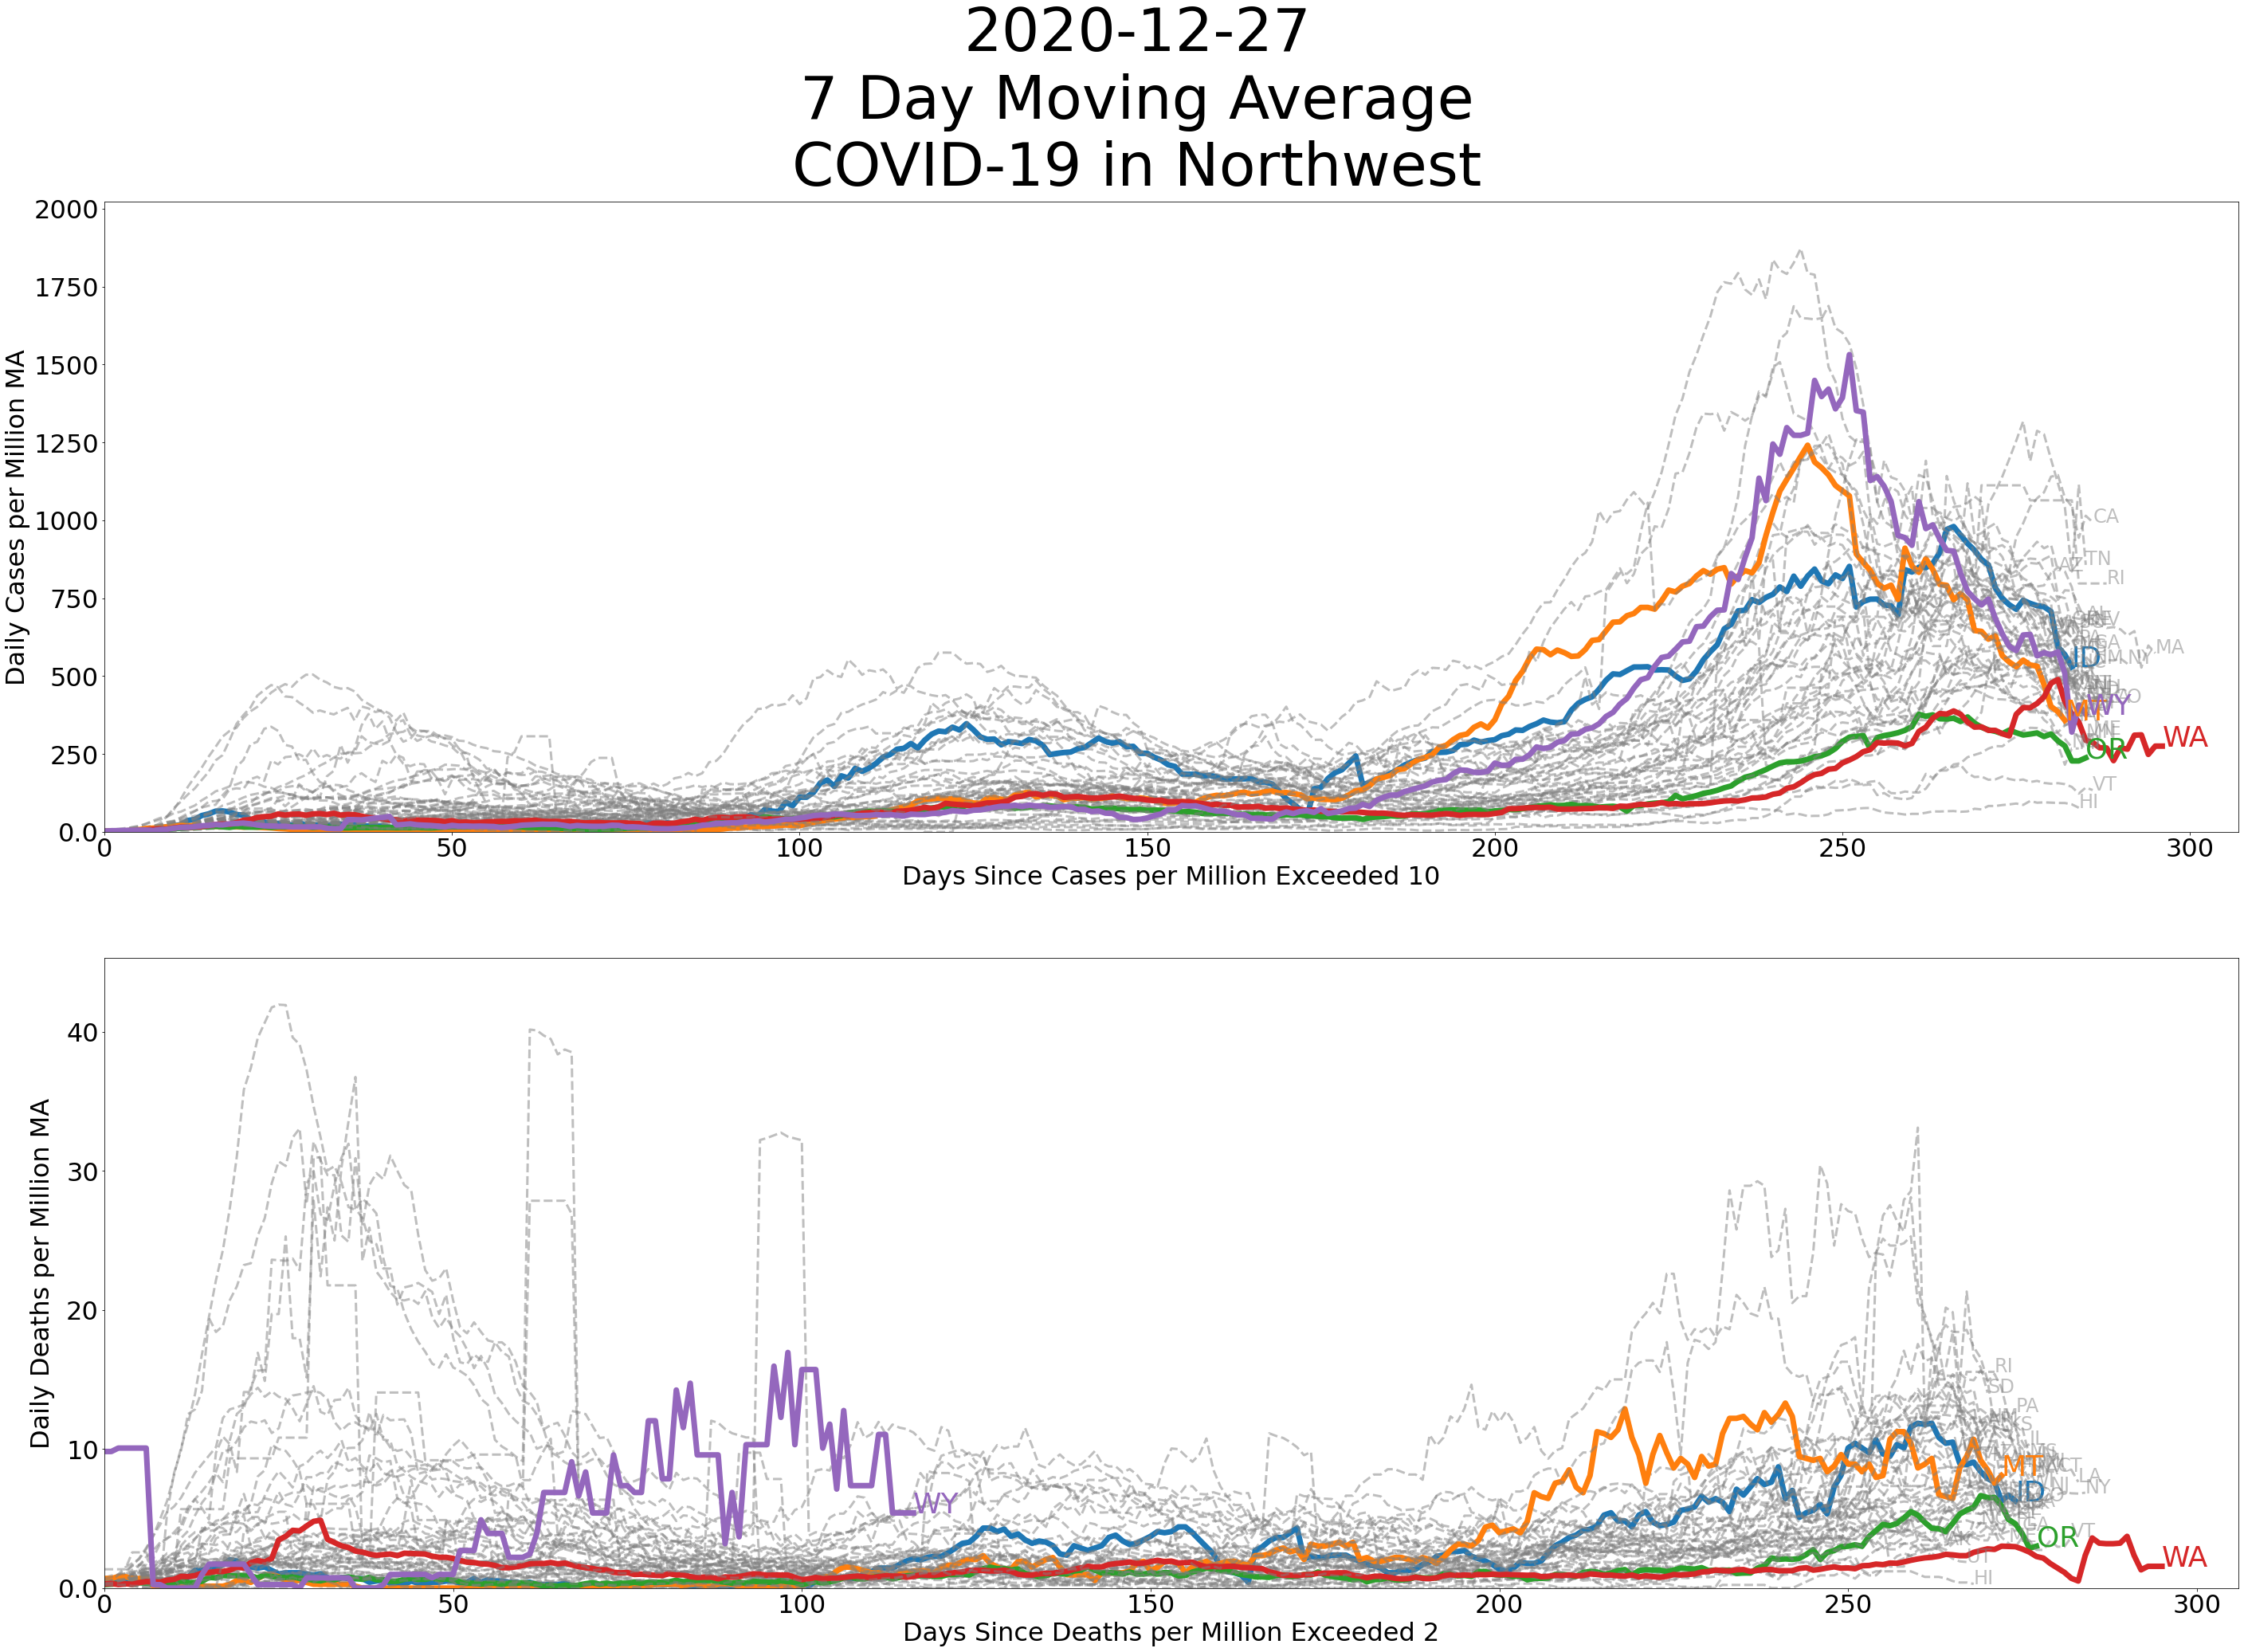 2020-12-27
7 Day Moving Average
COVID-19 in Northwest
Daily Cases per Million MA
2000
1750
1500
1250
1000
750
500
250
0.0
CA
TN
AZ
RI
MA
NY
ID
WY
MT
WA
OR
VT
HI
0
50
100
150
200
250
300
Days Since Cases per Million Exceeded 10
Daily Deaths per Million MA
40
30
20
10
0.0
RI
SD
PA
KS
IL
MT
LA
NY
ID
WY
OR
VT
WA
HI
0
50
100
150
200
250
300
Days Since Deaths per Million Exceeded 2